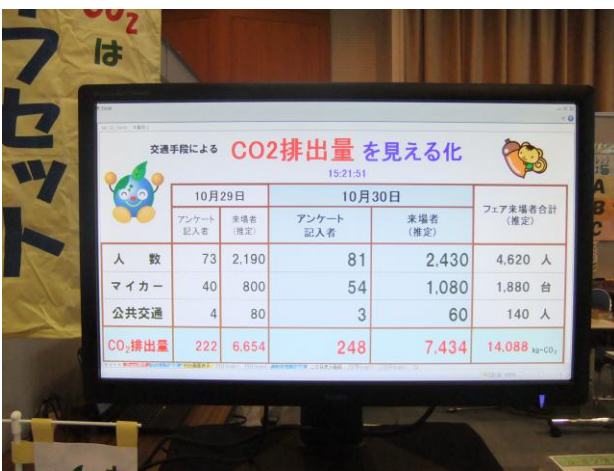 CO2
は
フセット
交通手段による CO2排出量 を見える化
15:21:51
10月29日 10月30日 フェア来場者合計
(推定)
アンケート
記入者 来場者
(推定) アンケート
記入者 来場者
(推定)
人 数 73 2,190 81 2,430 4,620 人
マイカー 40 800 54 1,080 1,880 台
公共交通 4 80 3 60 140 人
CO₂排出量 222 6,654 248 7,434 14,088 kg-CO₂
A
B
C